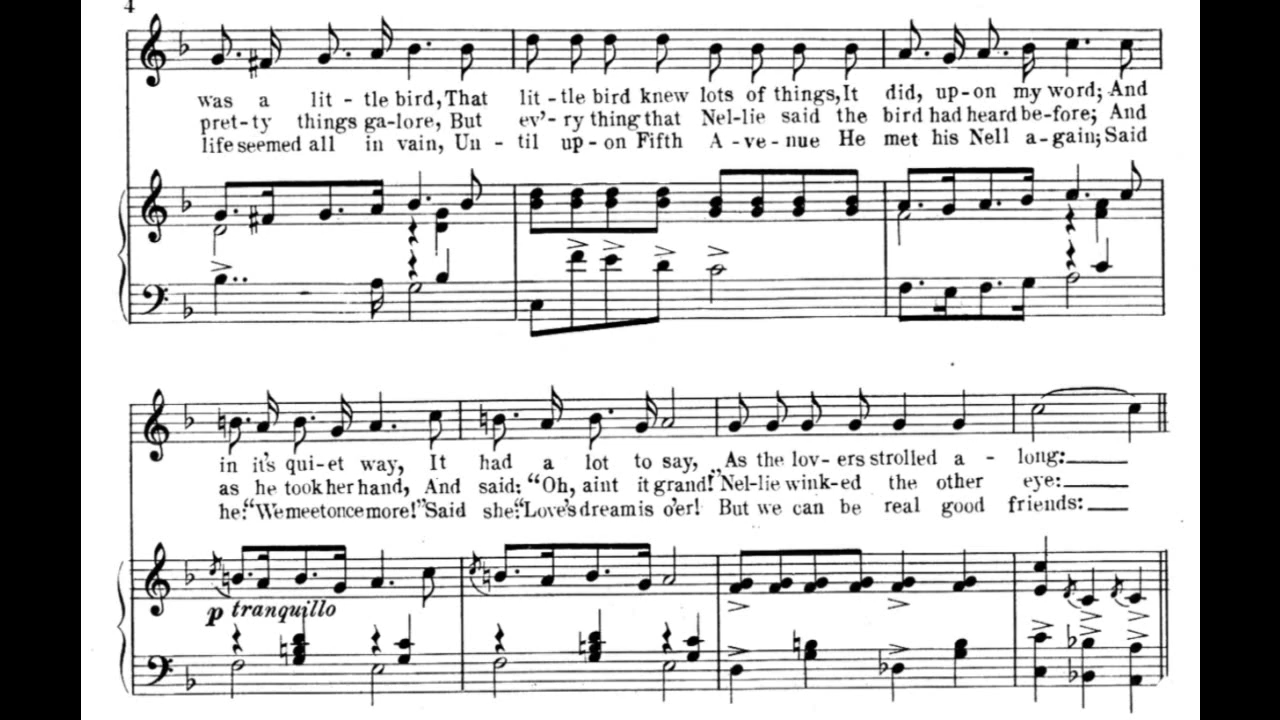 4
was a lit-tle bird, That lit-tle bird knew lots of things, It did, up-on my word; And
pret-ty things ga-lore, But ev'-ry thing that Nel-lie said the bird had heard be-fore; And
life seemed all in vain, Un-til up-on Fifth A-ve-nue He met his Nell a-gain; Said
in it's qui-et way, It had a lot to say, As the lov-ers strolled a-long:
as he took her hand, And said: "Oh, aint it grand!" Nel-lie wink-ed the other eye:
he: "We meet once more!" Said she: "Love's dream is o'er! But we can be real good friends:
p tranquillo